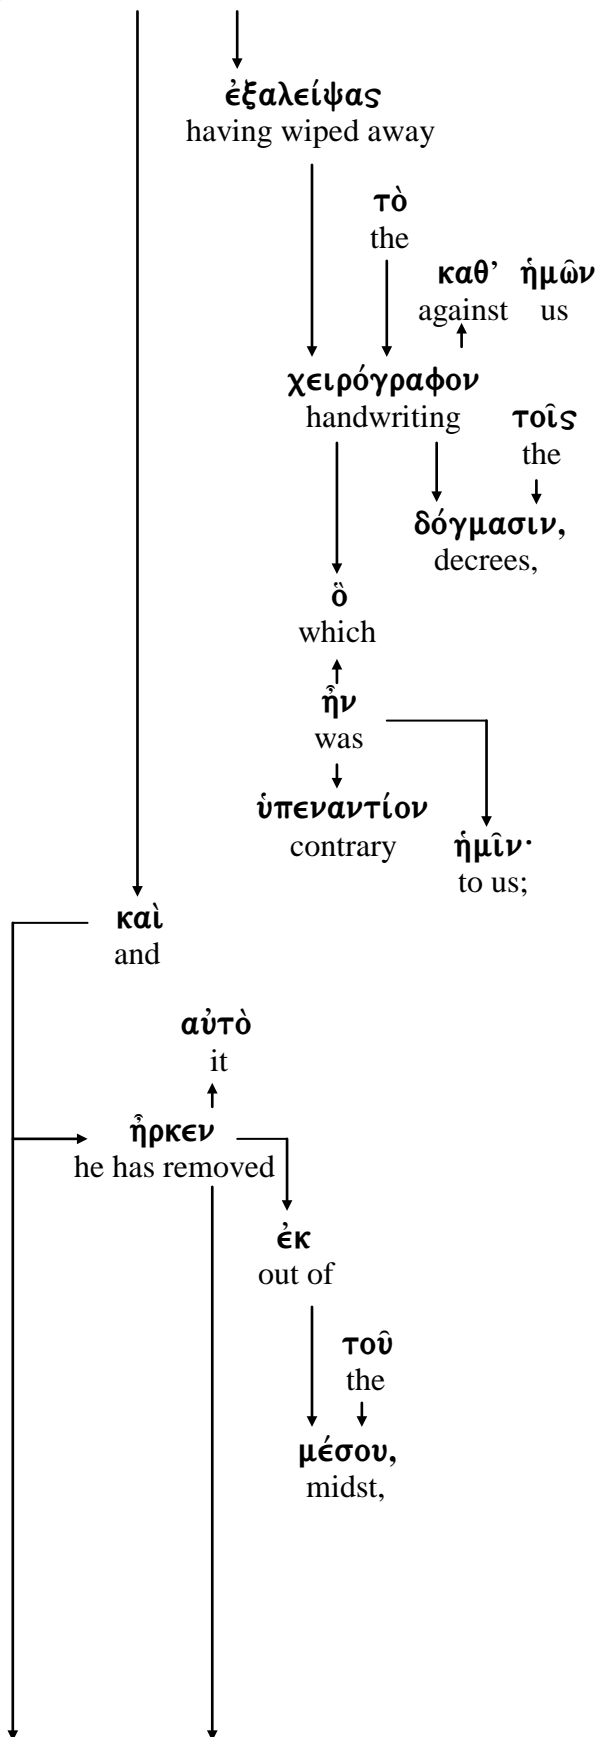 ἐξαλείψας
having wiped away
τὸ
the
καθ’ ἡμῶν
against us
χειρόγραφον
handwriting
τοῖς
the
δόγμασιν,
decrees,
ὃ
which
ἦν
was
ὑπεναντίον
contrary
ἡμῖν·
to us;
καὶ
and
αὐτὸ
it
ἦρκεν
he has removed
ἐκ
out of
τοῦ
the
μέσου,
midst,